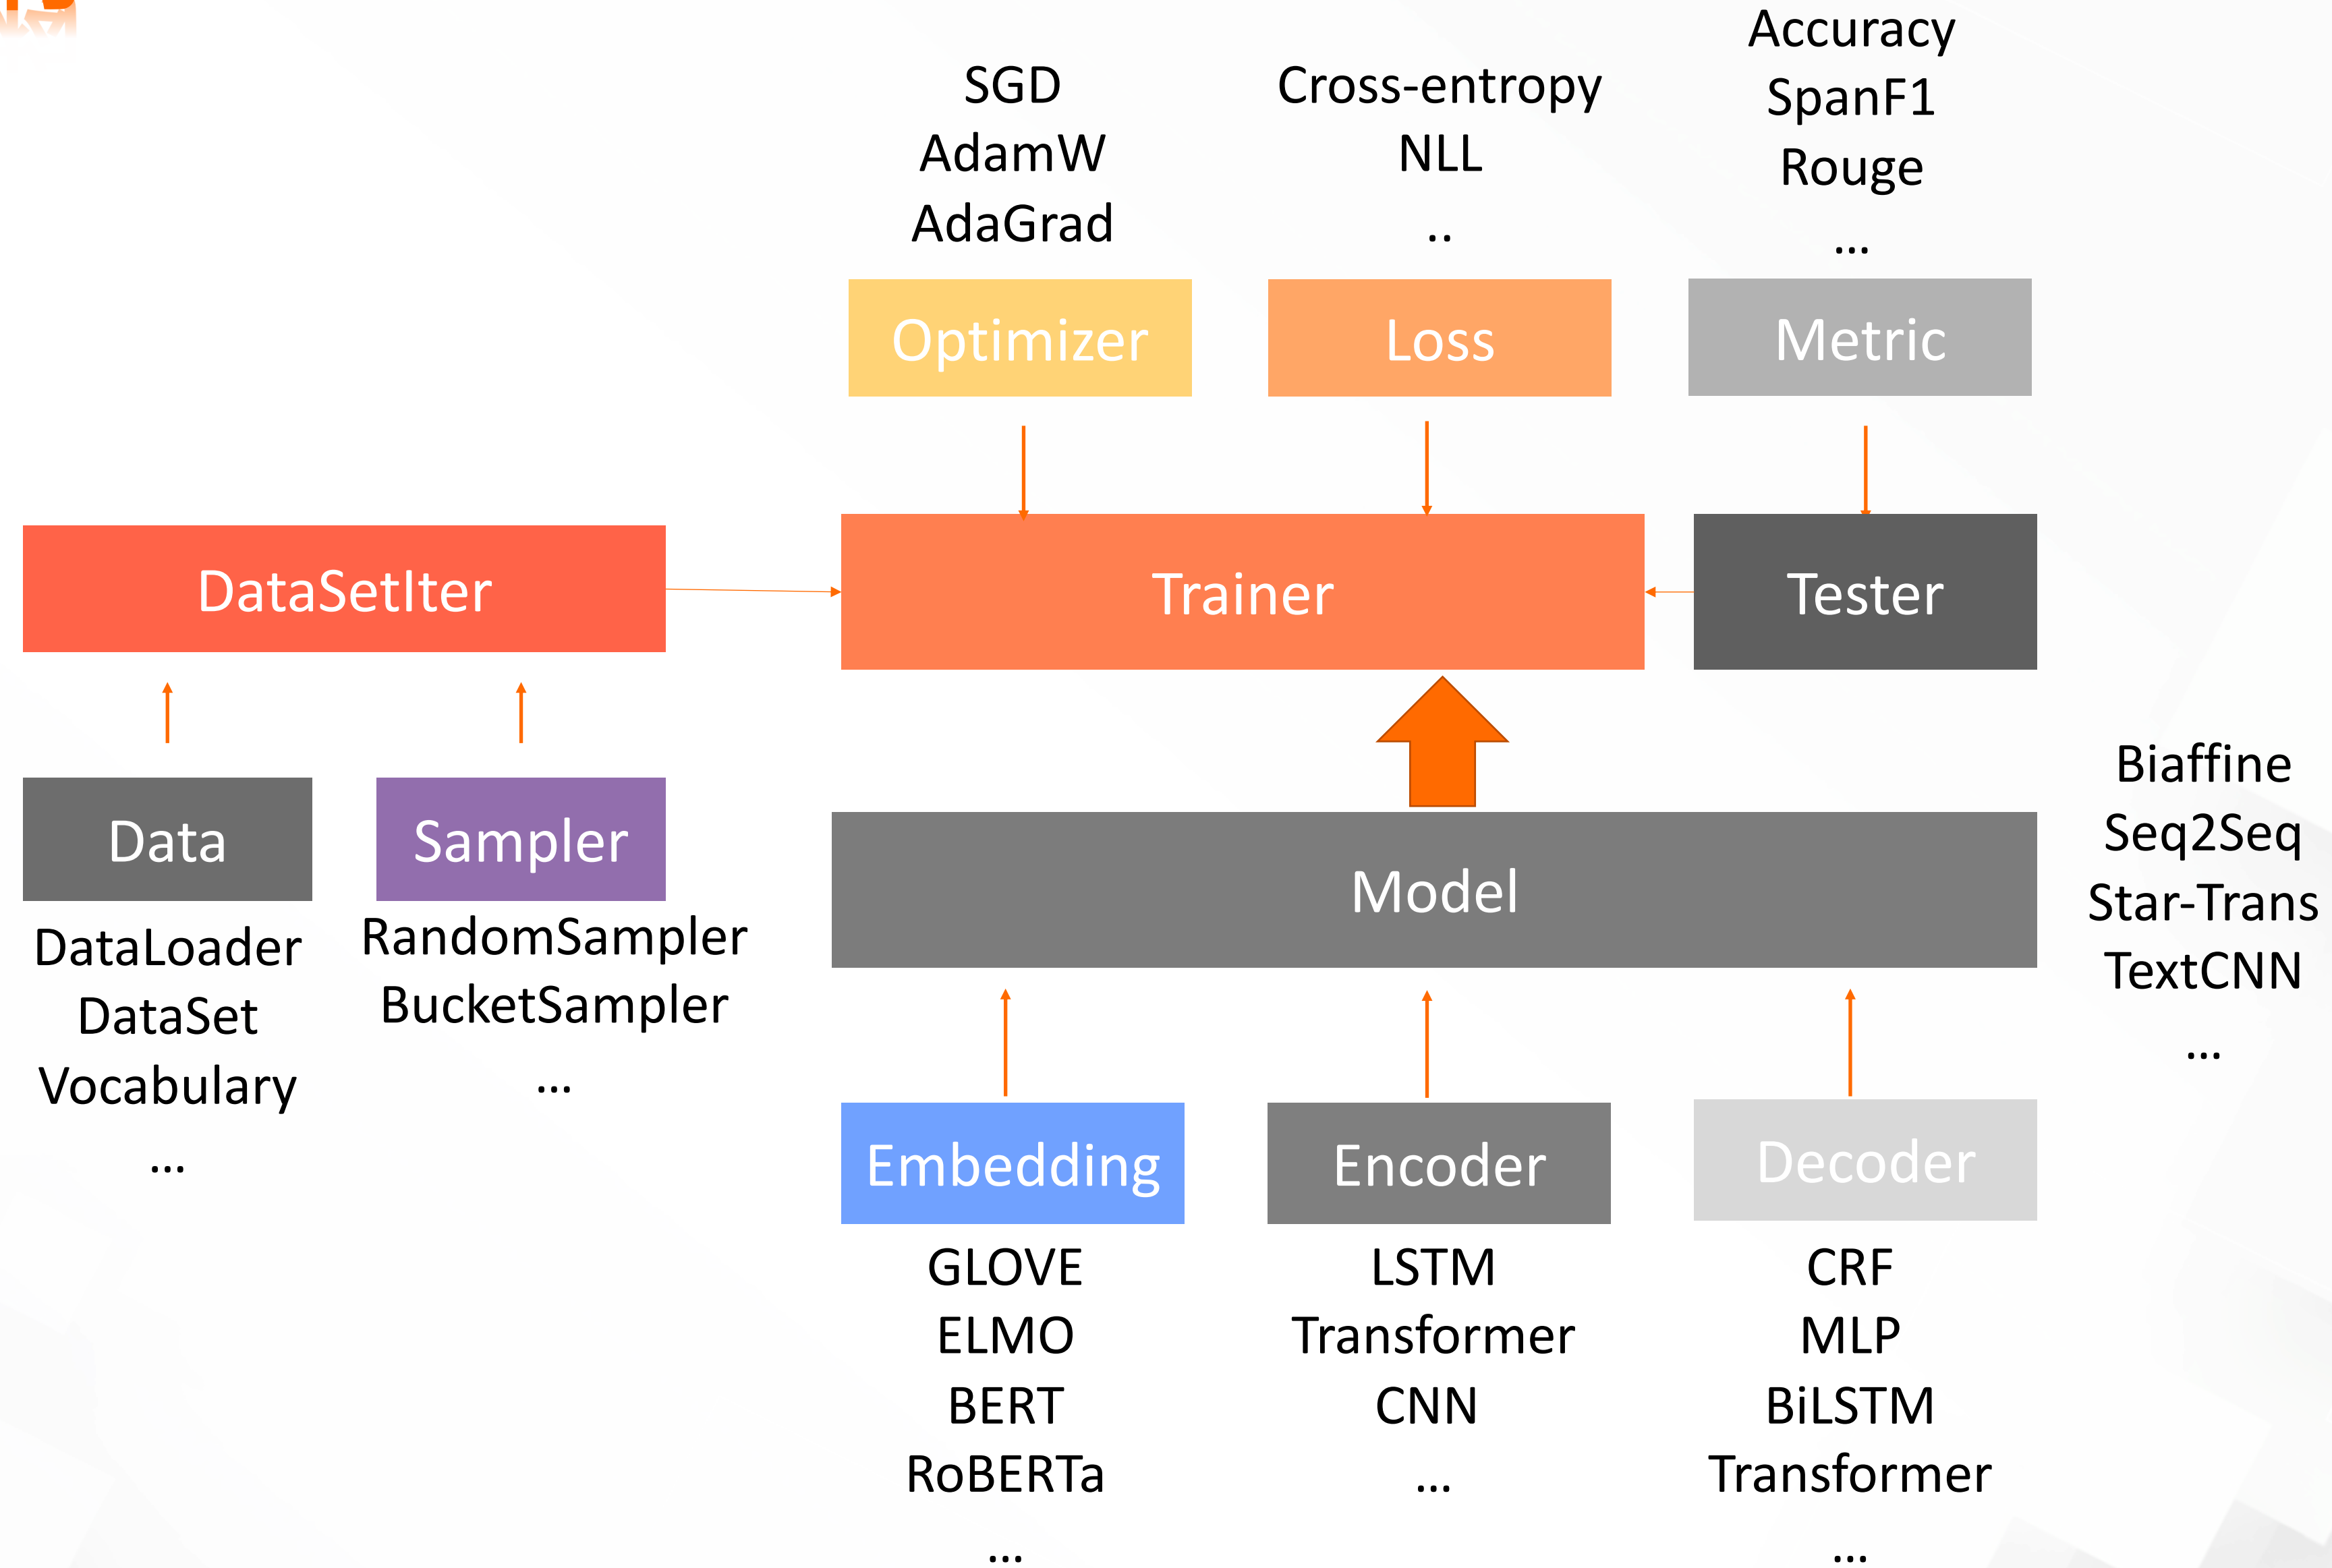 SGD
AdamW
AdaGrad
Optimizer
Cross-entropy
NLL
..
Loss
Accuracy
SpanF1
Rouge
...
Metric
DataSetIter
Trainer
Tester
Data
DataLoader
DataSet
Vocabulary
...
Sampler
RandomSampler
BucketSampler
...
Model
Biaffine
Seq2Seq
Star-Trans
TextCNN
...
Embedding
GLOVE
ELMO
BERT
RoBERTa
...
Encoder
LSTM
Transformer
CNN
...
Decoder
CRF
MLP
BiLSTM
Transformer
...